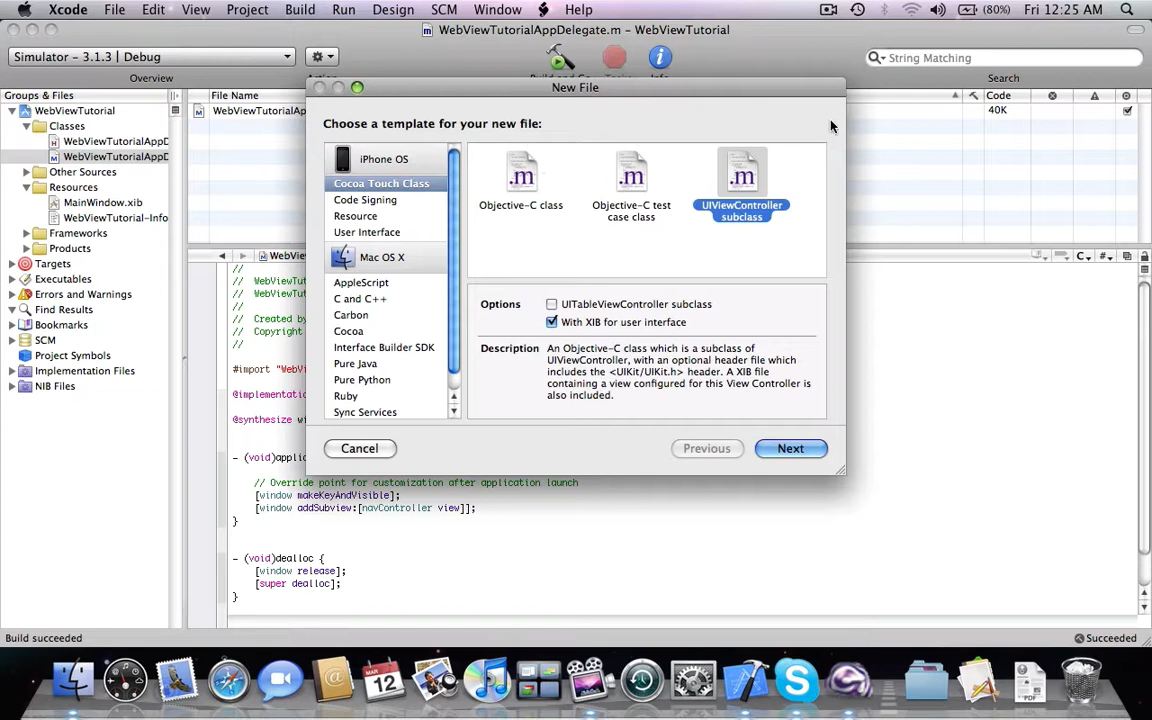 Xcode File Edit View Project Build Run Design SCM Window Help (80%) Fri 12:25 AM
WebViewTutorialAppDelegate.m – WebViewTutorial
Simulator - 3.1.3 | Debug
String Matching
Overview
Search
Groups & Files
File Name
Code
WebViewTutorial
WebViewTutorialA
40K
Classes
WebViewTutorialAppD
WebViewTutorialAppD
Other Sources
Resources
MainWindow.xib
WebViewTutorial-Info
Frameworks
Products
Targets
Executables
Errors and Warnings
Find Results
Bookmarks
SCM
Project Symbols
Implementation Files
NIB Files
New File
Choose a template for your new file:
iPhone OS
Cocoa Touch Class
Code Signing
Resource
User Interface
Mac OS X
AppleScript
C and C++
Carbon
Cocoa
Interface Builder SDK
Pure Java
Pure Python
Ruby
Sync Services
.m .m .m
Objective-C class
Objective-C test
case class
UIViewController
subclass
Options
UITableViewController subclass
With XIB for user interface
Description
An Objective-C class which is a subclass of
UIViewController, with an optional header file which
includes the <UIKit/UIKit.h> header. A XIB file
containing a view configured for this View Controller is
also included.
Cancel
Previous
Next
WebVie
C
#
//
// WebViewTut
// WebViewTut
//
// Created by
// Copyright
//
#import "WebV
@implementatio
@synthesize wi
- (void)applic
// Override point for customization after application launch
[window makeKeyAndVisible];
[window addSubview:[navController view]];
}
- (void)dealloc {
[window release];
[super dealloc];
}
Build succeeded
Succeeded
MAR
12
PDF